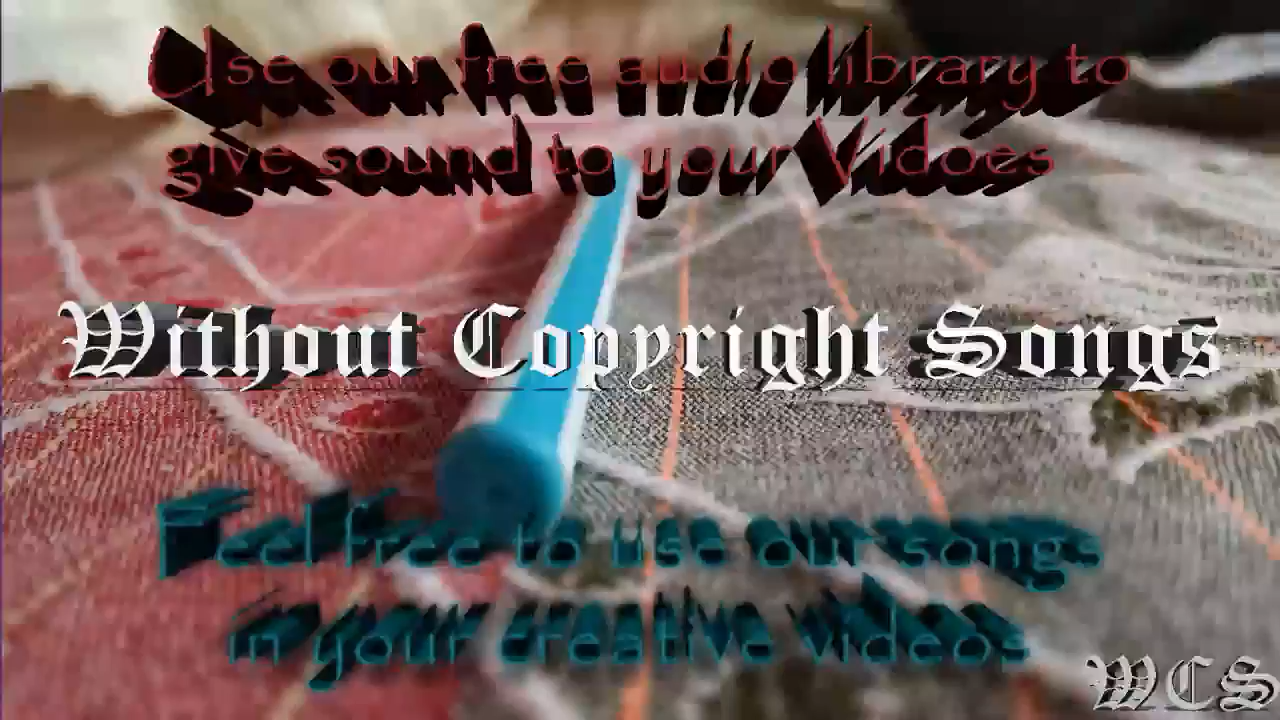 Use our free audio library to
give sound to your Vidoes
Without Copyright Songs
Feel free to use our songs
in your creative videos
WCS